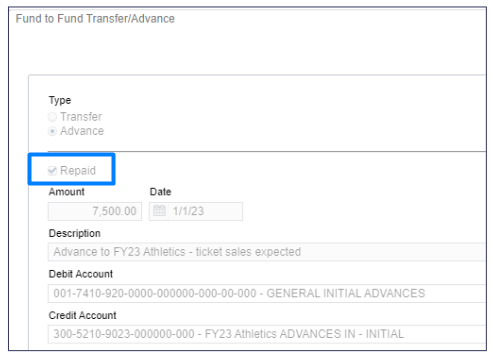 Fund to Fund Transfer/Advance
Type
Transfer
Advance
Repaid
Amount Date
7,500.00 1/1/23
Description
Advance to FY23 Athletics - ticket sales expected
Debit Account
001-7410-920-0000-000000-000-00-000 - GENERAL INITIAL ADVANCES
Credit Account
300-5210-9023-000000-000 - FY23 Athletics ADVANCES IN - INITIAL